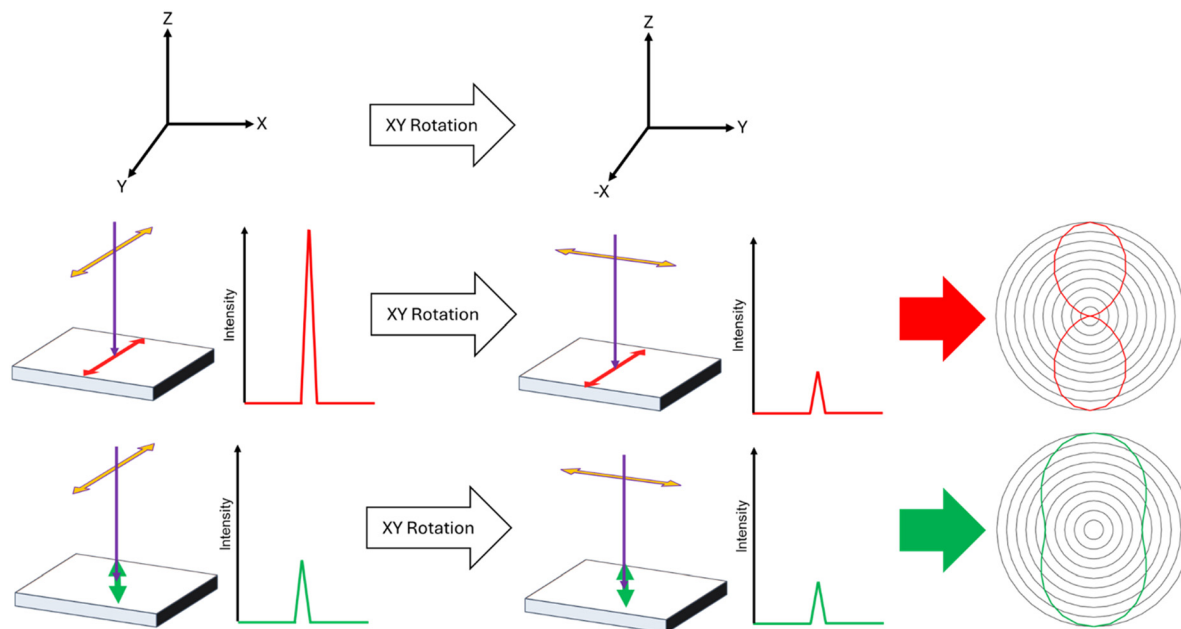 Z
X
Y
XY Rotation
Z
Y
-X
Intensity
XY Rotation
Intensity
Intensity
XY Rotation
Intensity